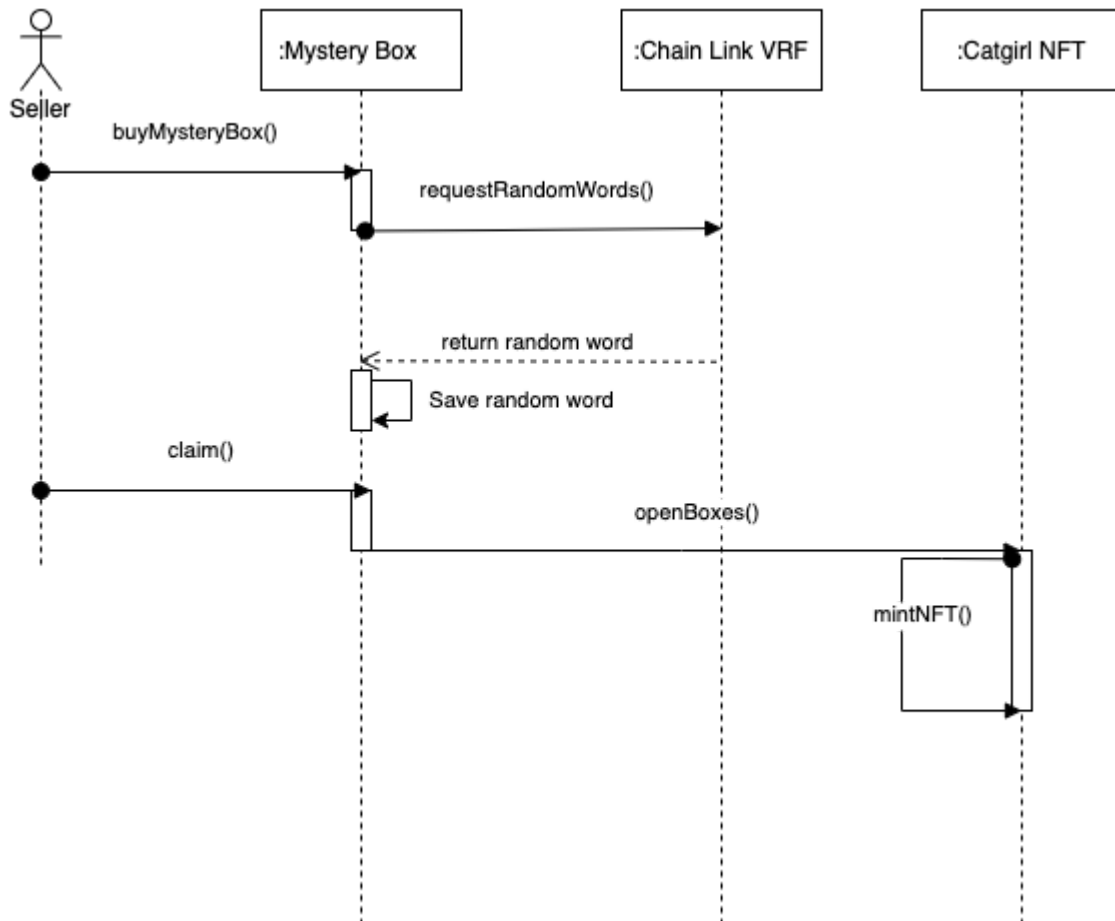 :Mystery Box
:Chain Link VRF
:Catgirl NFT
Seller
buyMysteryBox()
requestRandomWords()
return random word
Save random word
claim()
openBoxes()
mintNFT()